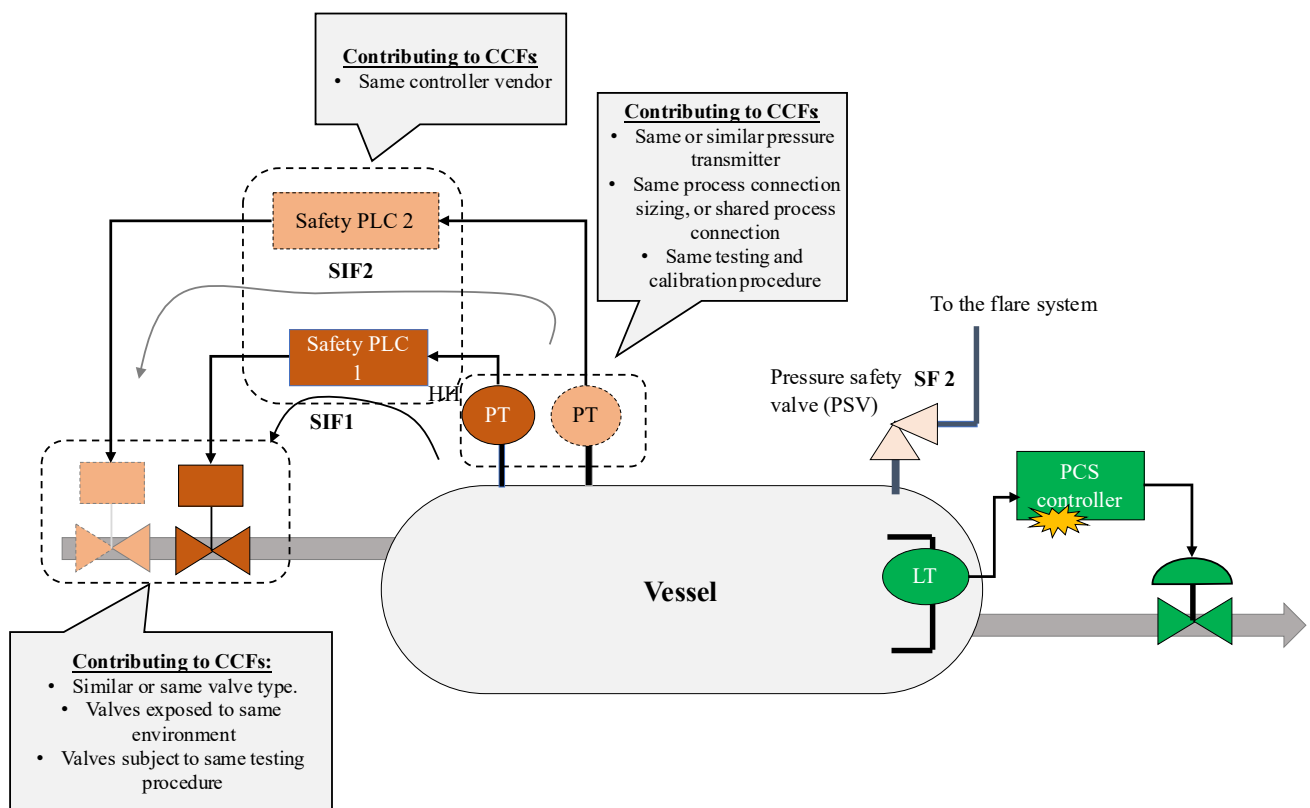 Contributing to CCFs:
• Same controller vendor
Contributing to CCFs:
• Same or similar pressure
transmitter
• Same process connection
sizing, or shared process
connection
• Same testing and
calibration procedure
Safety PLC 2
SIF2
Safety PLC
1
HH
SIF1
PT
PT
To the flare system
Pressure safety
valve (PSV)
SF 2
PCS
controller
LT
Vessel
Contributing to CCFs:
• Similar or same valve type.
• Valves exposed to same
environment
• Valves subject to same testing
procedure